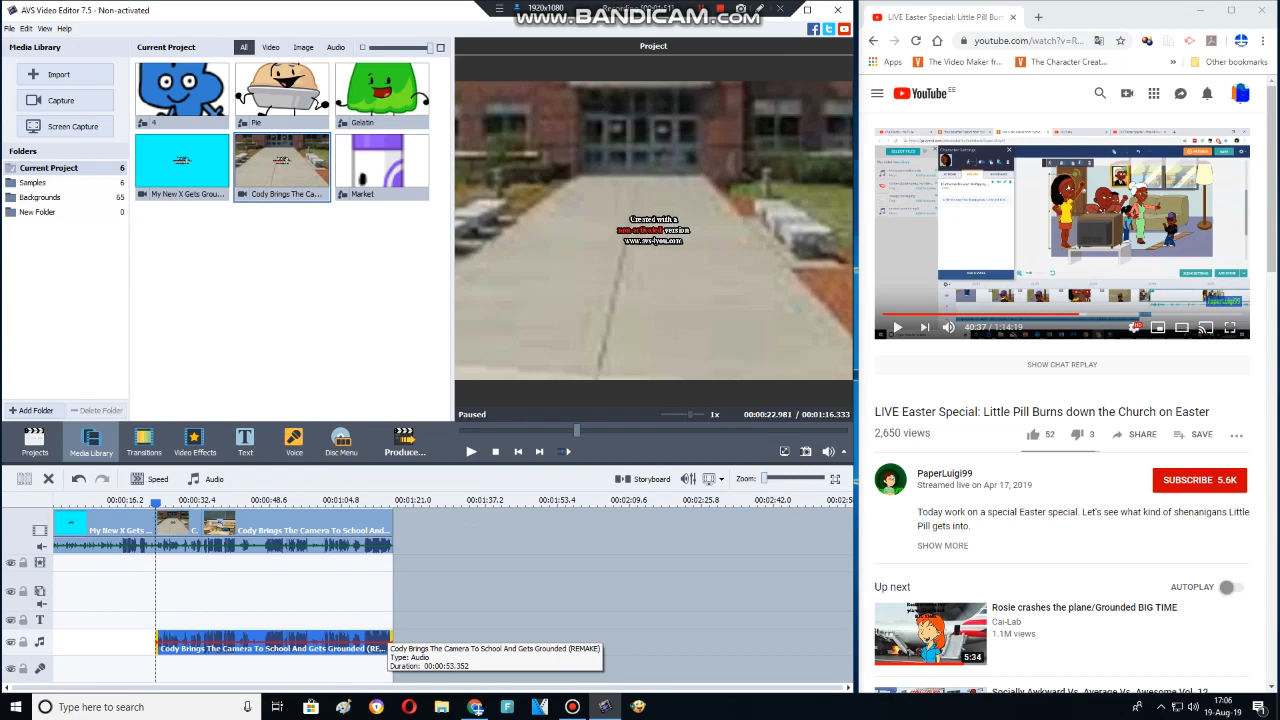 AVS Video Editor 7.5 - Non-activated
1920x1080
www.BANDICAM.com
File Edit View Help
Media Library
Import
Capture
Screen Capture
Folders
Current Project 6
Samples 6
Backgrounds 65
New Folder 0
Add Folder
Delete Folder
Current Project
All Video Image Audio
4
Pie
Gelatin
My New X Gets Grou...
Cody Brings The Ca...
Market
Project
Created with a
non-activated version
www.avs4you.com
Paused
1x
00:00:22.981 / 00:01:16.333
Projects
Media Library
Transitions
Video Effects
Text
Voice
Disc Menu
Produce...
Speed
Audio
Storyboard
Zoom:
00:00:16.2 00:00:32.4 00:00:48.6 00:01:04.8 00:01:21.0 00:01:37.2 00:01:53.4 00:02:09.6 00:02:25.8 00:02:42.0
My New X Gets ...
C..
Cody Brings The Camera To School And...
Cody Brings The Camera To School And Gets Grounded (RE...
Cody Brings The Camera To School And Gets Grounded (REMAKE)
Type: Audio
Duration: 00:00:53.352
LIVE Easter Special: Little Pill Burn
youtube.com/watch?v=R...
Apps
The Video Maker fr...
The Character Creat...
»
Other bookmarks
YouTube EE
40:37 / 1:14:19
SHOW CHAT REPLAY
LIVE Easter Special: Little Pill Burns down the Church on Easter
2,650 views
52
3
SHARE
SAVE
PaperLuigi99
Streamed live on Apr 17, 2019
SUBSCRIBE 5.6K
Today work on a special Easter special. Let's see what kind of shenanigans Little
Pill gets into.
SHOW MORE
Up next
AUTOPLAY
Rosie crashes the plane/Grounded BIG TIME
Cai-Lab
1.1M views
5:34
Socially Awkward Vs. Average Vs. Awesome Vol. 12
Type here to search
17:06
19-Aug-19